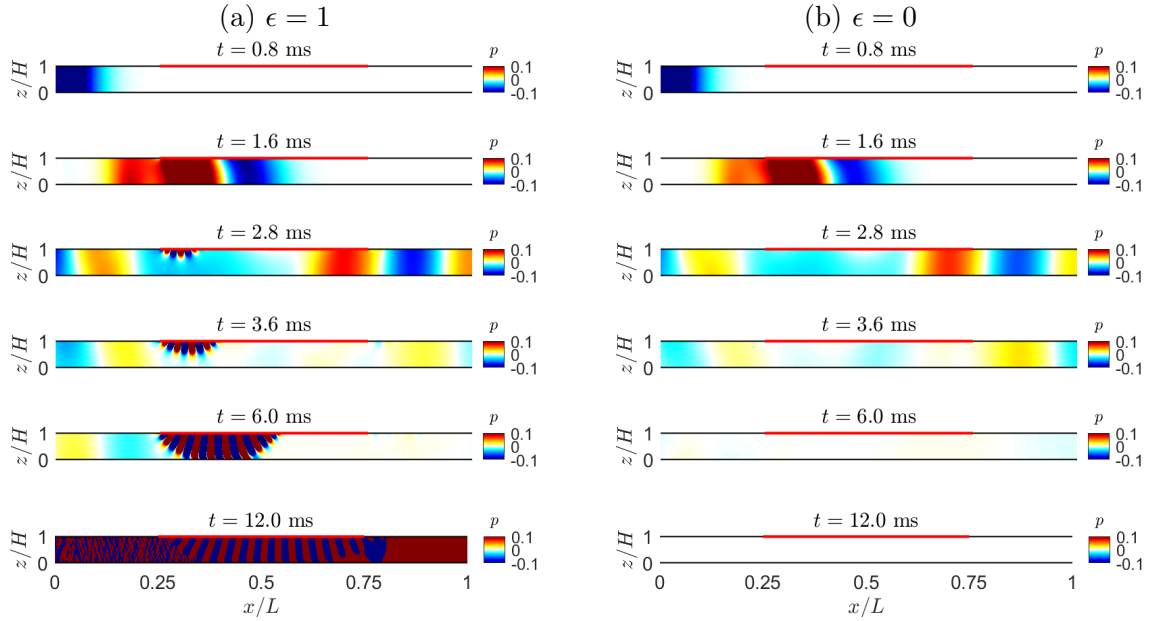 (a) ϵ = 1
t = 0.8 ms
z/H
1
0
p
0.1
0
-0.1
t = 1.6 ms
z/H
1
0
p
0.1
0
-0.1
t = 2.8 ms
z/H
1
0
p
0.1
0
-0.1
t = 3.6 ms
z/H
1
0
p
0.1
0
-0.1
t = 6.0 ms
z/H
1
0
p
0.1
0
-0.1
t = 12.0 ms
z/H
1
0
p
0.1
0
-0.1
0 0.25 0.5 0.75 1
x/L
(b) ϵ = 0
t = 0.8 ms
z/H
1
0
p
0.1
0
-0.1
t = 1.6 ms
z/H
1
0
p
0.1
0
-0.1
t = 2.8 ms
z/H
1
0
p
0.1
0
-0.1
t = 3.6 ms
z/H
1
0
p
0.1
0
-0.1
t = 6.0 ms
z/H
1
0
p
0.1
0
-0.1
t = 12.0 ms
z/H
1
0
p
0.1
0
-0.1
0 0.25 0.5 0.75 1
x/L